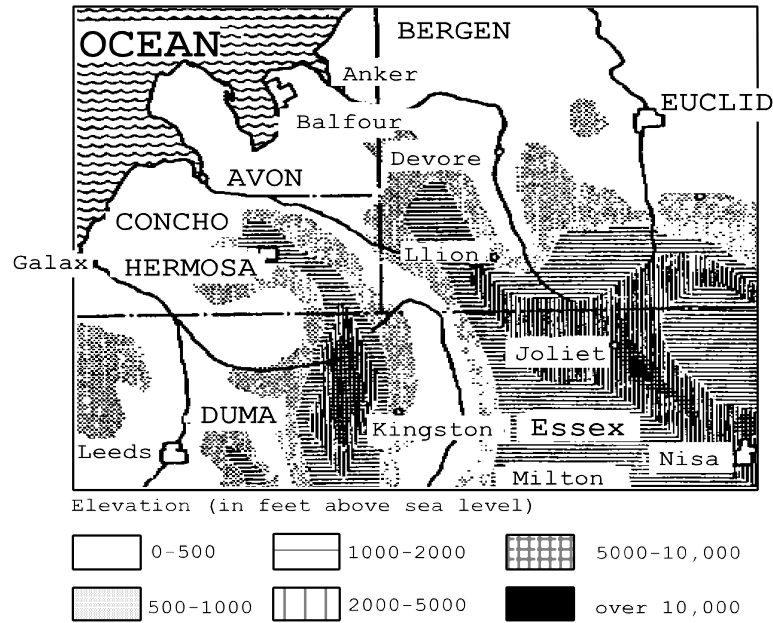 OCEAN
BERGEN
Anker
EUCLID
Balfour
Devore
AVON
CONCHO
Llion
Galax
HERMOSA
Joliet
DUMA
Kingston
Essex
Leeds
Nisa
Milton
Elevation (in feet above sea level)
0-500
1000-2000
5000-10,000
500-1000
2000-5000
over 10,000